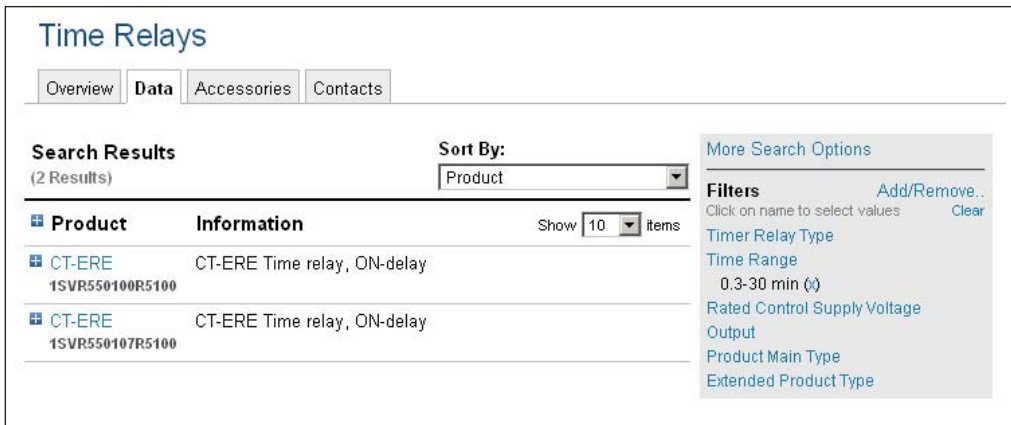 Time Relays
Overview Data Accessories Contacts
Search Results
(2 Results)
Sort By:
Product
Product Information Show 10 items
CT-ERE CT-ERE Time relay, ON-delay
1SVR550100R5100
CT-ERE CT-ERE Time relay, ON-delay
1SVR550107R5100
More Search Options
Filters Add/Remove..
Click on name to select values Clear
Timer Relay Type
Time Range
0.3-30 min (x)
Rated Control Supply Voltage
Output
Product Main Type
Extended Product Type